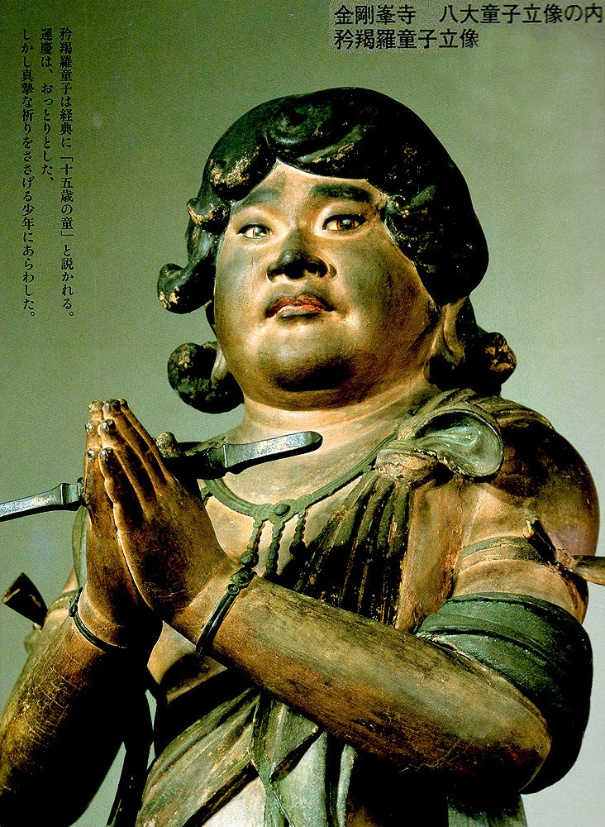 金剛峯寺　八大童子立像の内
矜羯羅童子立像
矜羯羅童子は経典に「十五歳の童」と説かれる。
運慶は、おっとりとした、
しかし真摯な祈りをささげる少年にあらわした。